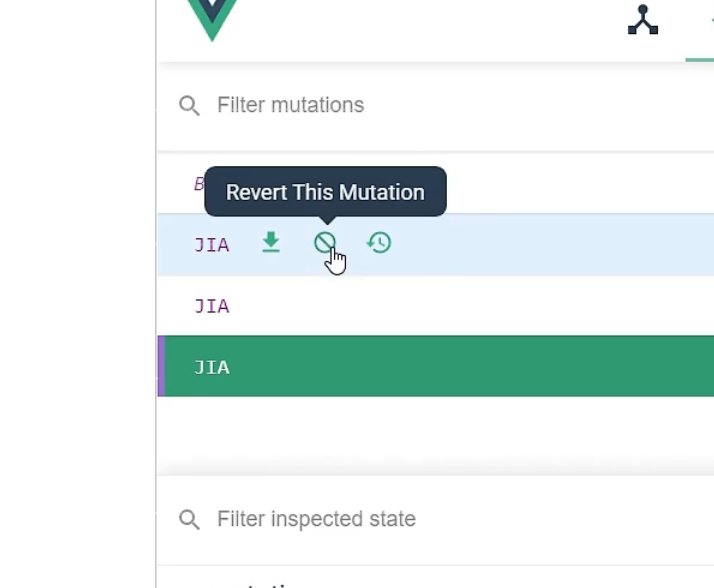 Filter mutations
Revert This Mutation
JIA
JIA
JIA
Filter inspected state